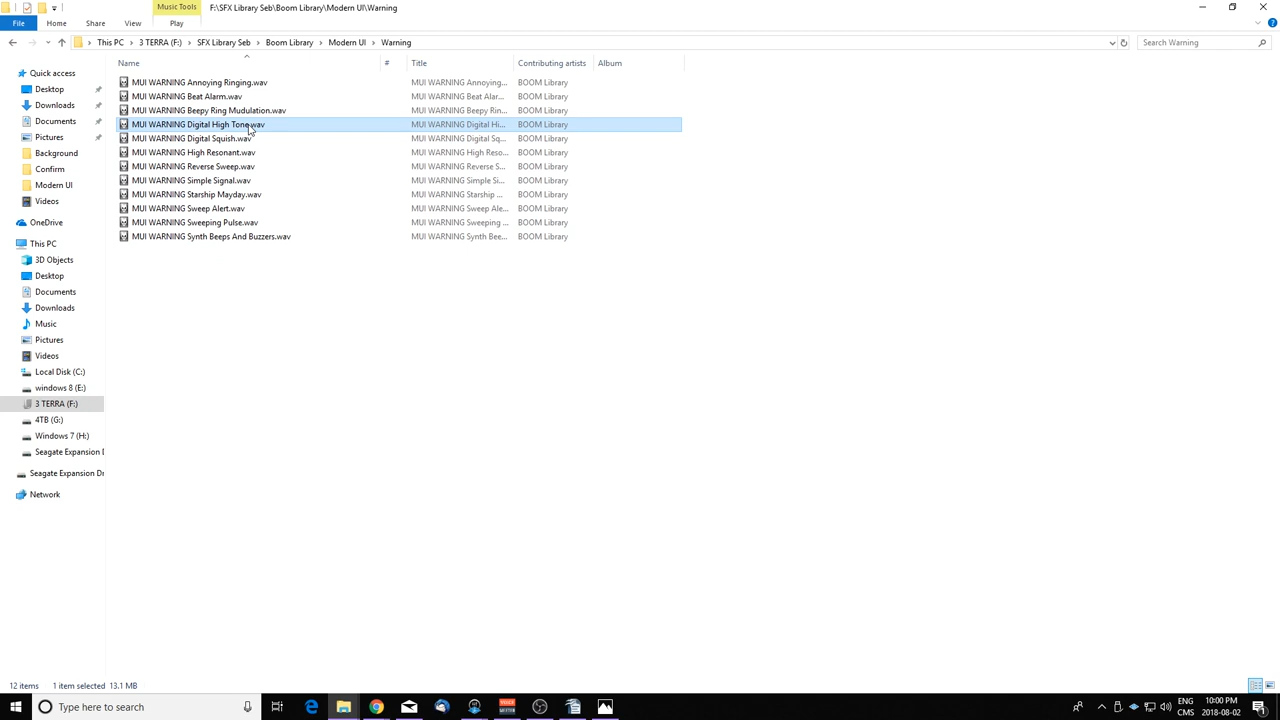 Music Tools
F:\SFX Library Seb\Boom Library\Modern UI\Warning
File
Home
Share
View
Play
This PC
3 TERRA (F:)
SFX Library Seb
Boom Library
Modern UI
Warning
Search Warning
Name
#
Title
Contributing artists
Album
Quick access
Desktop
Downloads
Documents
Pictures
Background
Confirm
Modern UI
Videos
OneDrive
This PC
3D Objects
Desktop
Documents
Downloads
Music
Pictures
Videos
Local Disk (C:)
windows 8 (E:)
3 TERRA (F:)
4TB (G:)
Windows 7 (H:)
Seagate Expansion D
Seagate Expansion Dr
Network
MUI WARNING Annoying Ringing.wav MUI WARNING Annoying... BOOM Library
MUI WARNING Beat Alarm.wav MUI WARNING Beat Alar... BOOM Library
MUI WARNING Beepy Ring Mudulation.wav MUI WARNING Beepy Rin... BOOM Library
MUI WARNING Digital High Tone.wav MUI WARNING Digital Hi... BOOM Library
MUI WARNING Digital Squish.wav MUI WARNING Digital Sq... BOOM Library
MUI WARNING High Resonant.wav MUI WARNING High Reso... BOOM Library
MUI WARNING Reverse Sweep.wav MUI WARNING Reverse S... BOOM Library
MUI WARNING Simple Signal.wav MUI WARNING Simple Si... BOOM Library
MUI WARNING Starship Mayday.wav MUI WARNING Starship ... BOOM Library
MUI WARNING Sweep Alert.wav MUI WARNING Sweep Ale... BOOM Library
MUI WARNING Sweeping Pulse.wav MUI WARNING Sweeping ... BOOM Library
MUI WARNING Synth Beeps And Buzzers.wav MUI WARNING Synth Bee... BOOM Library
12 items 1 item selected 13.1 MB
Type here to search
ENG
CMS
10:00 PM
2018-08-02
1